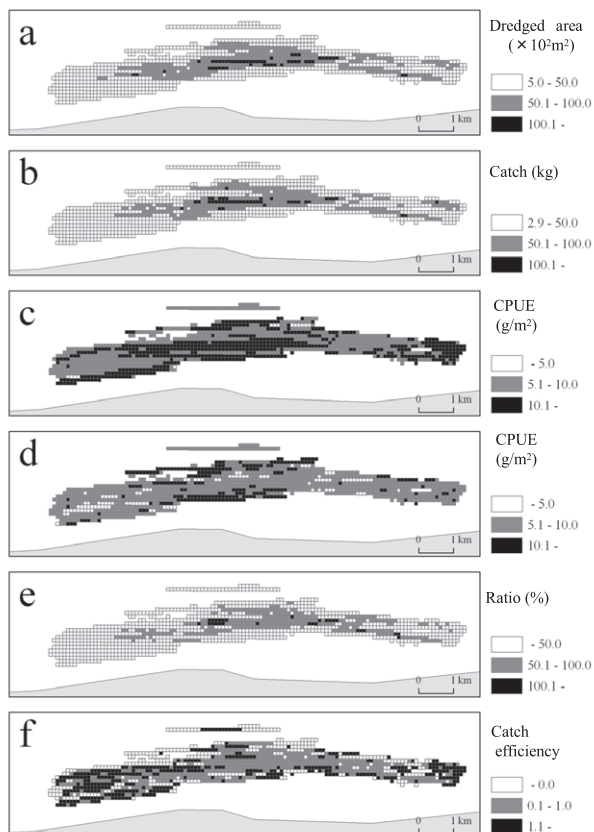 a
Dredged area
(×10²m²)
5.0 - 50.0
50.1 - 100.0
100.1 -
0 1 km
b
Catch (kg)
2.9 - 50.0
50.1 - 100.0
100.1 -
0 1 km
c
CPUE
(g/m²)
- 5.0
5.1 - 10.0
10.1 -
0 1 km
d
CPUE
(g/m²)
- 5.0
5.1 - 10.0
10.1 -
0 1 km
e
Ratio (%)
- 50.0
50.1 - 100.0
100.1 -
0 1 km
f
Catch
efficiency
- 0.0
0.1 - 1.0
1.1 -
0 1 km